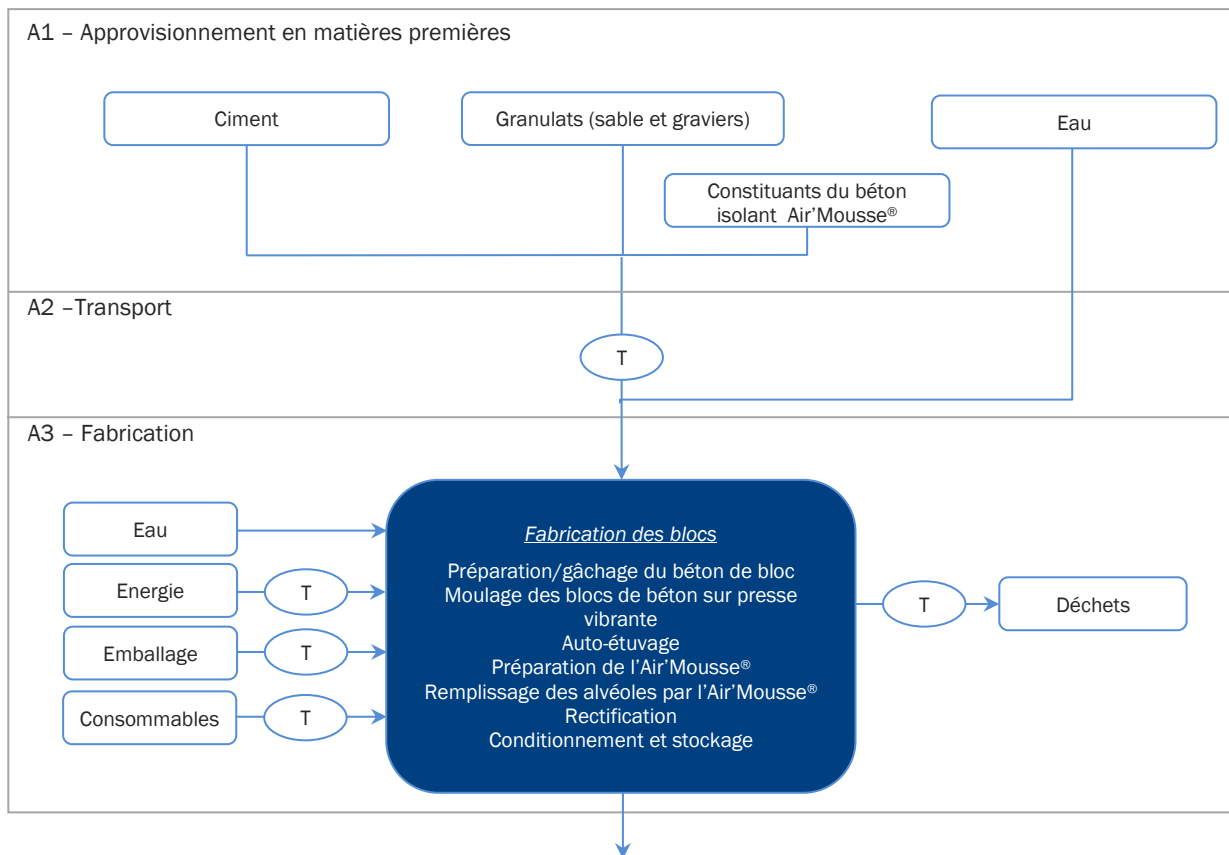 A1 – Approvisionnement en matières premières
Ciment
Granulats (sable et graviers)
Eau
Constituants du béton
isolant Air'Mousse®
A2 –Transport
T
A3 – Fabrication
Eau
Energie
T
Emballage
T
Consommables
T
Fabrication des blocs
Préparation/gâchage du béton de bloc
Moulage des blocs de béton sur presse
vibrante
Auto-étuvage
Préparation de l'Air'Mousse®
Remplissage des alvéoles par l'Air'Mousse®
Rectification
Conditionnement et stockage
T
Déchets